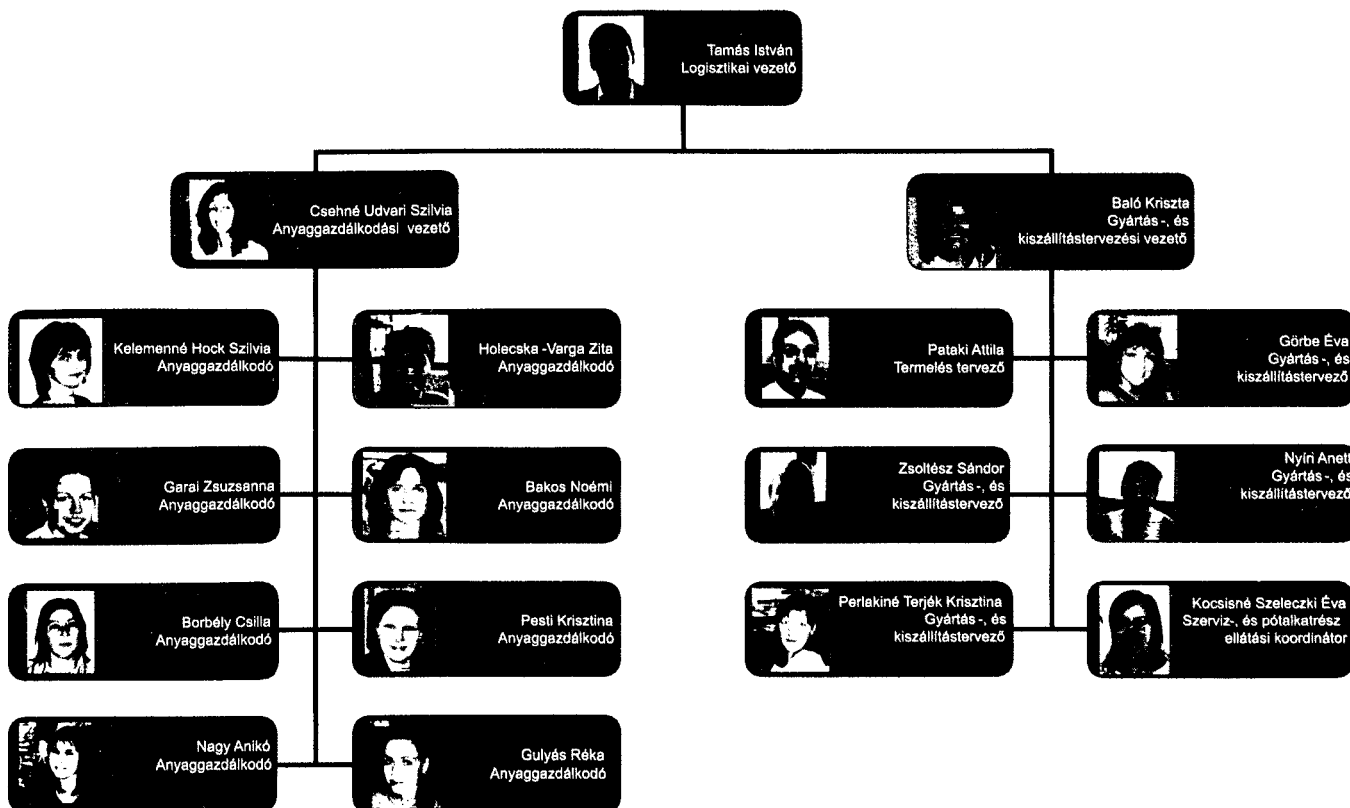 Tamás István
Logisztikai vezető
Csehné Udvari Szilvia
Anyaggazdálkodási vezető
Baló Kriszta
Gyártás -, és
kiszállítástervezési vezető
Kelemenné Hock Szilvia
Anyaggazdálkodó
Holecska -Varga Zita
Anyaggazdálkodó
Pataki Attila
Termelés tervező
Görbe Éva
Gyártás -, és
kiszállítástervező
Garai Zsuzsanna
Anyaggazdálkodó
Bakos Noémi
Anyaggazdálkodó
Zsoltész Sándor
Gyártás -, és
kiszállítástervező
Nyíri Anett
Gyártás -, és
kiszállítástervező
Borbély Csilla
Anyaggazdálkodó
Pesti Krisztina
Anyaggazdálkodó
Perlakiné Terjék Krisztina
Gyártás -, és
kiszállítástervező
Kocsisné Szeleczki Éva
Szerviz-, és pótalkatrész
ellátási koordinátor
Nagy Anikó
Anyaggazdálkodó
Gulyás Réka
Anyaggazdálkodó